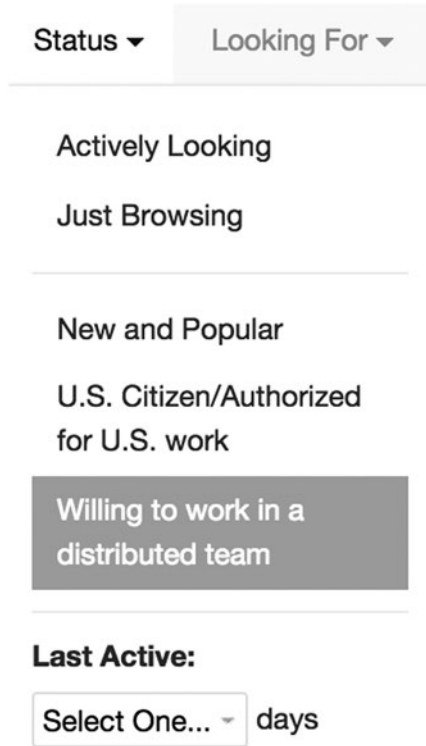 Status Looking For
Actively Looking
Just Browsing
New and Popular
U.S. Citizen/Authorized
for U.S. work
Willing to work in a
distributed team
Last Active:
Select One... days